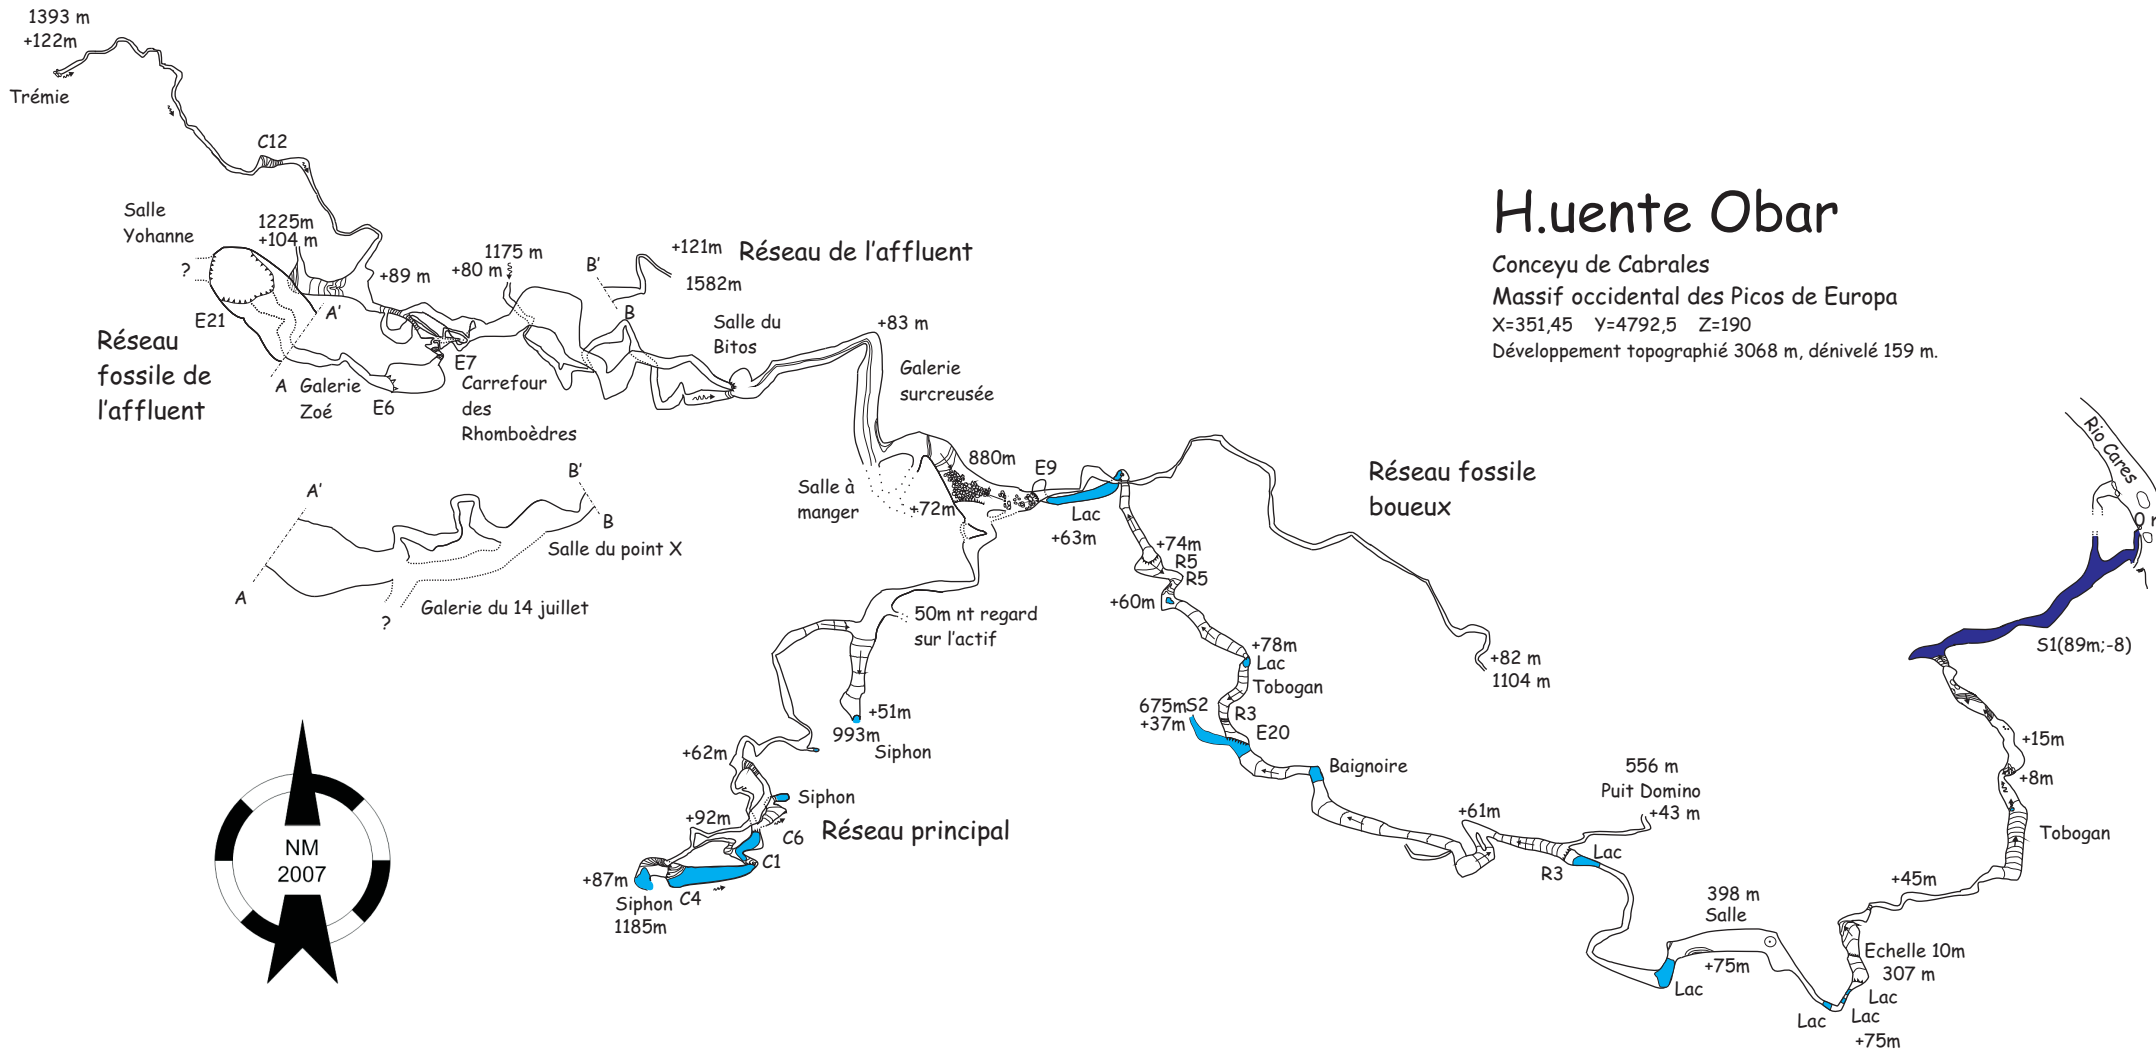 1393 m
+122m
Trémie
C12
Salle
Yohanne
1225m
+104 m
?
E21
A'
A
+89 m
Réseau
fossile de
l'affluent
Galerie
Zoé
E6
E7
Carrefour
des
Rhomboèdres
1175 m
+80 m
B'
B
+121m
1582m
Réseau de l'affluent
Salle du
Bitos
+83 m
Galerie
surcreusée
H.uente Obar
Conceyu de Cabrales
Massif occidental des Picos de Europa
X=351,45 Y=4792,5 Z=190
Développement topographié 3068 m, dénivelé 159 m.
A'
A
B'
B
Salle du point X
Galerie du 14 juillet
?
880m
E9
Salle à
manger
+72m
Lac
+63m
Réseau fossile
boueux
+82 m
1104 m
50m nt regard
sur l'actif
+51m
993m
Siphon
+62m
Siphon
+92m
C6
Réseau principal
C1
+87m
C4
Siphon
1185m
+74m
R5
R5
+60m
+78m
Lac
Tobogan
675m
S2
+37m
R3
E20
Baignoire
556 m
Puit Domino
+43 m
+61m
Lac
R3
398 m
Salle
+75m
Lac
Echelle 10m
307 m
Lac
Lac
Lac
+75m
+45m
Tobogan
+8m
+15m
S1(89m;-8)
Rio Cares
0 m
NM
2007